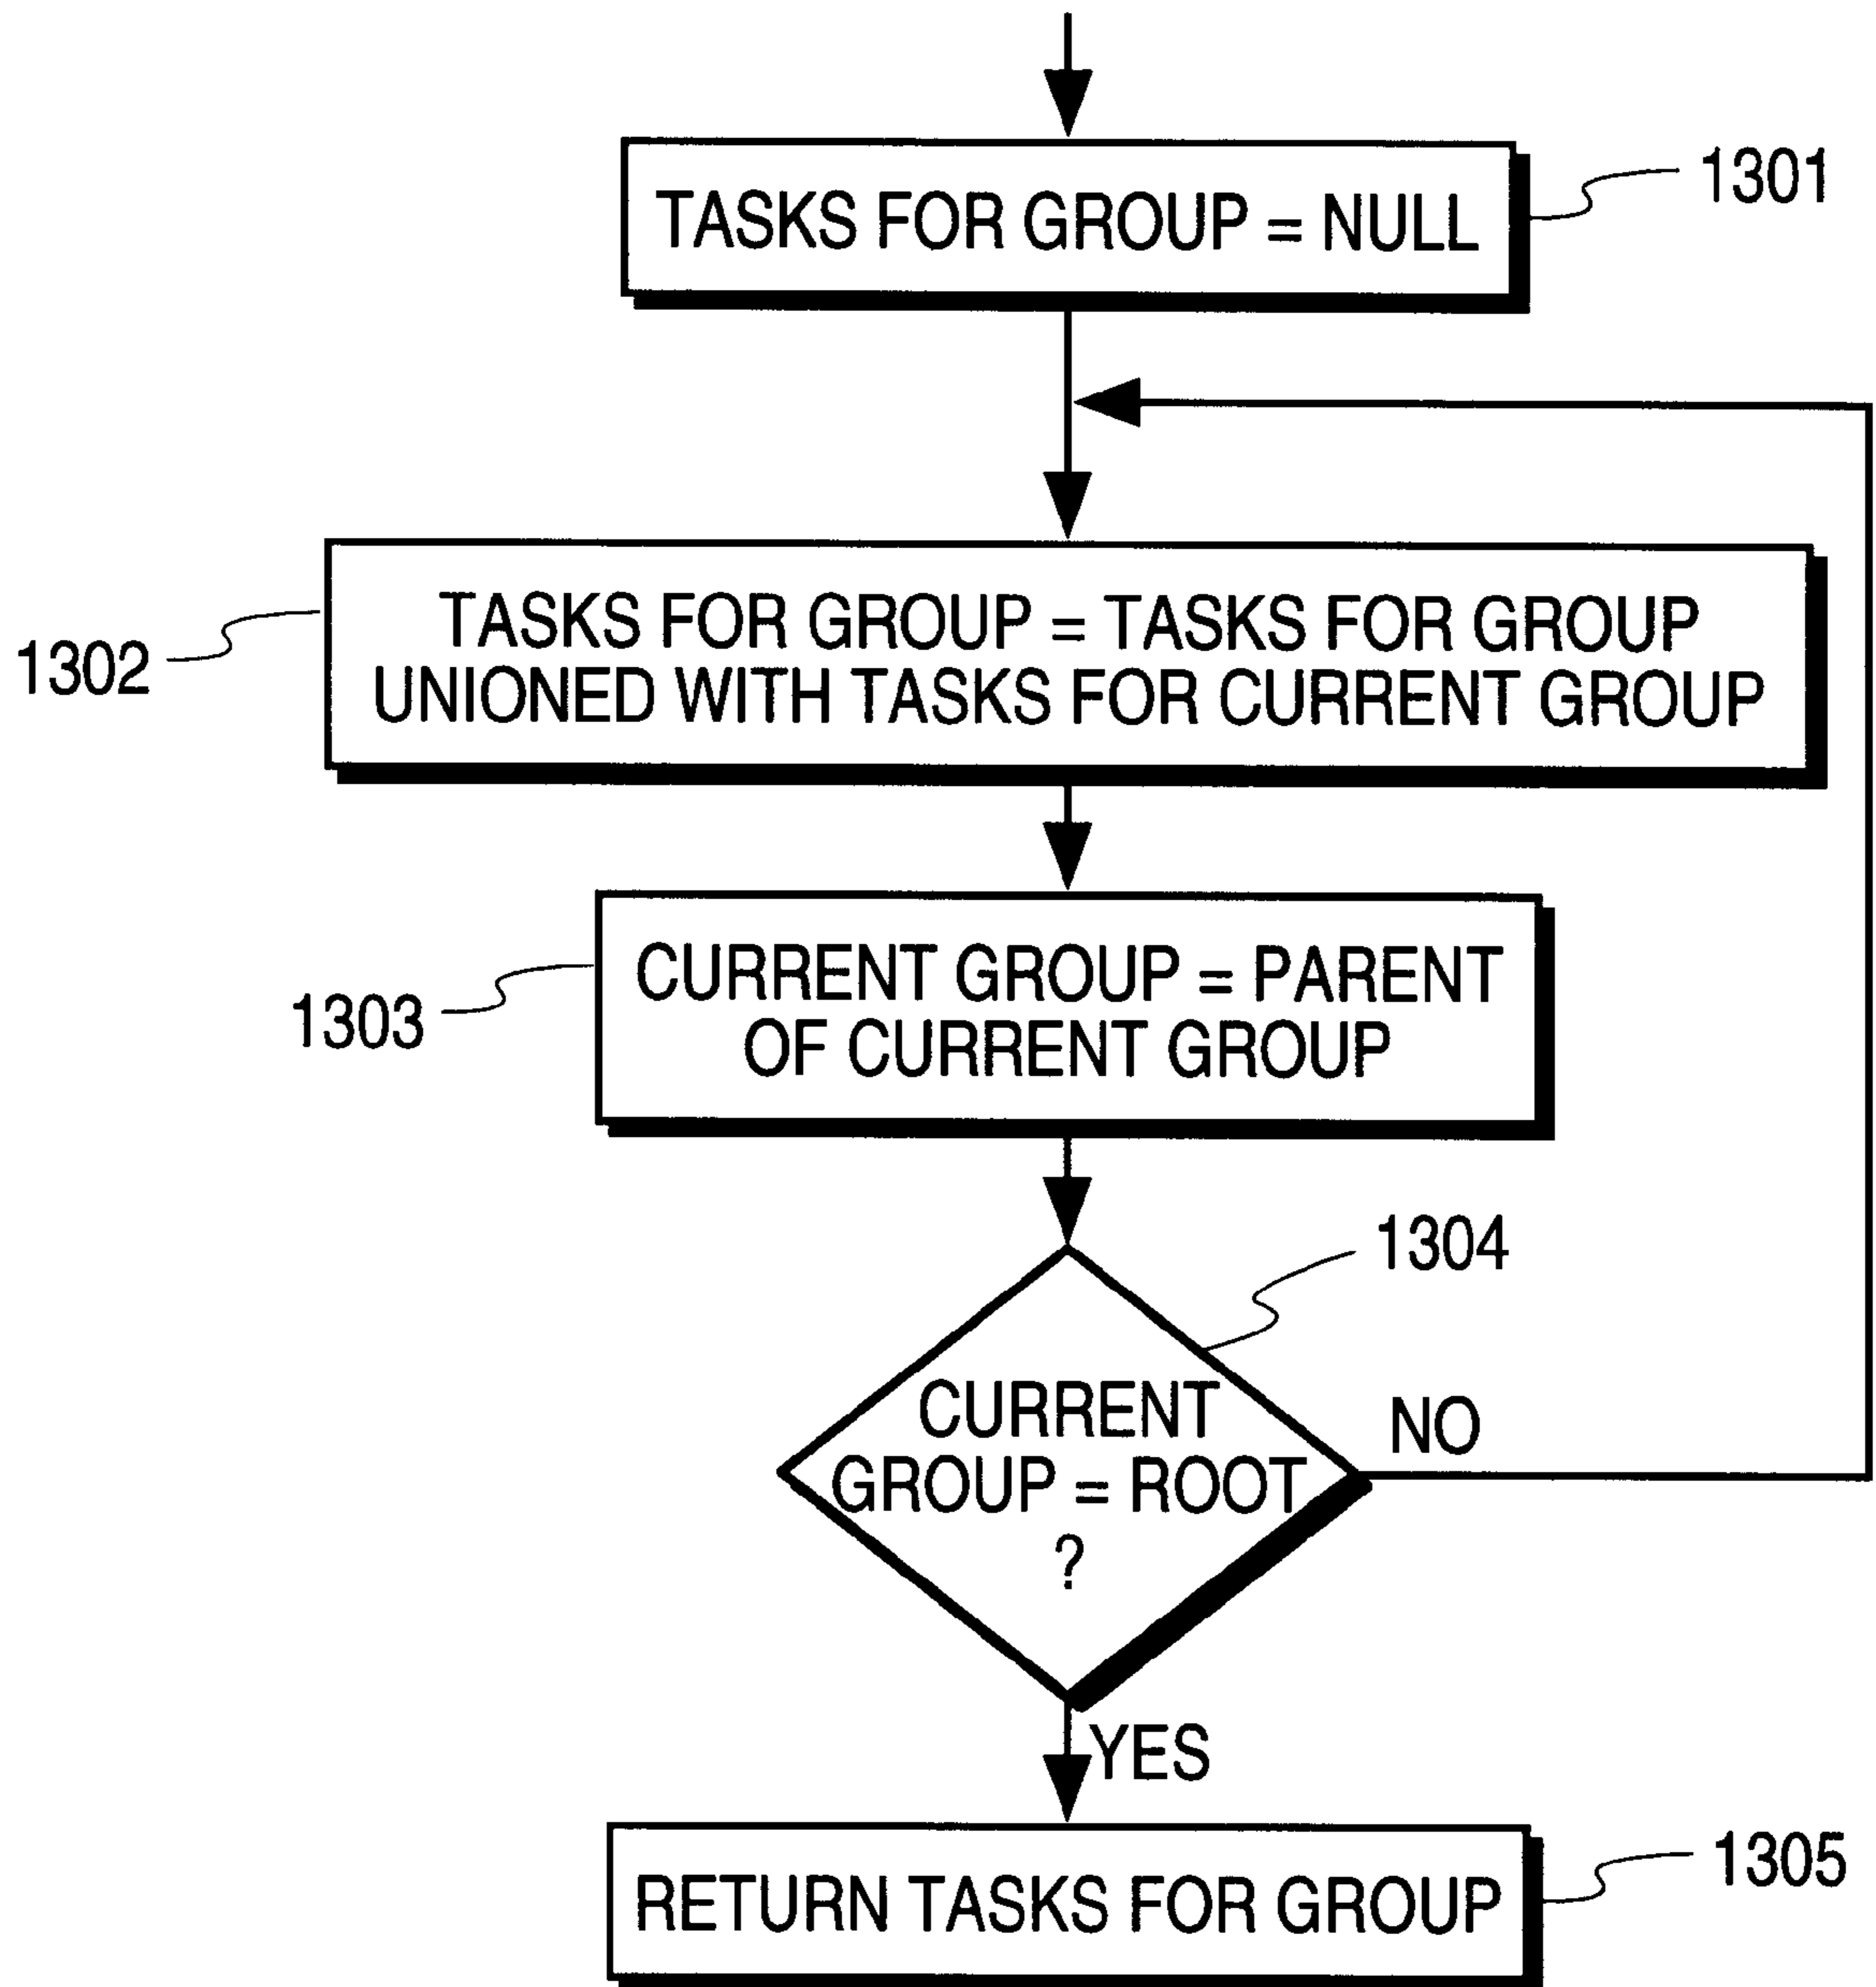 TASKS FOR GROUP = NULL
1301
TASKS FOR GROUP = TASKS FOR GROUP
UNIONED WITH TASKS FOR CURRENT GROUP
1302
CURRENT GROUP = PARENT
OF CURRENT GROUP
1303
1304
CURRENT
GROUP = ROOT
?
NO
YES
RETURN TASKS FOR GROUP
1305